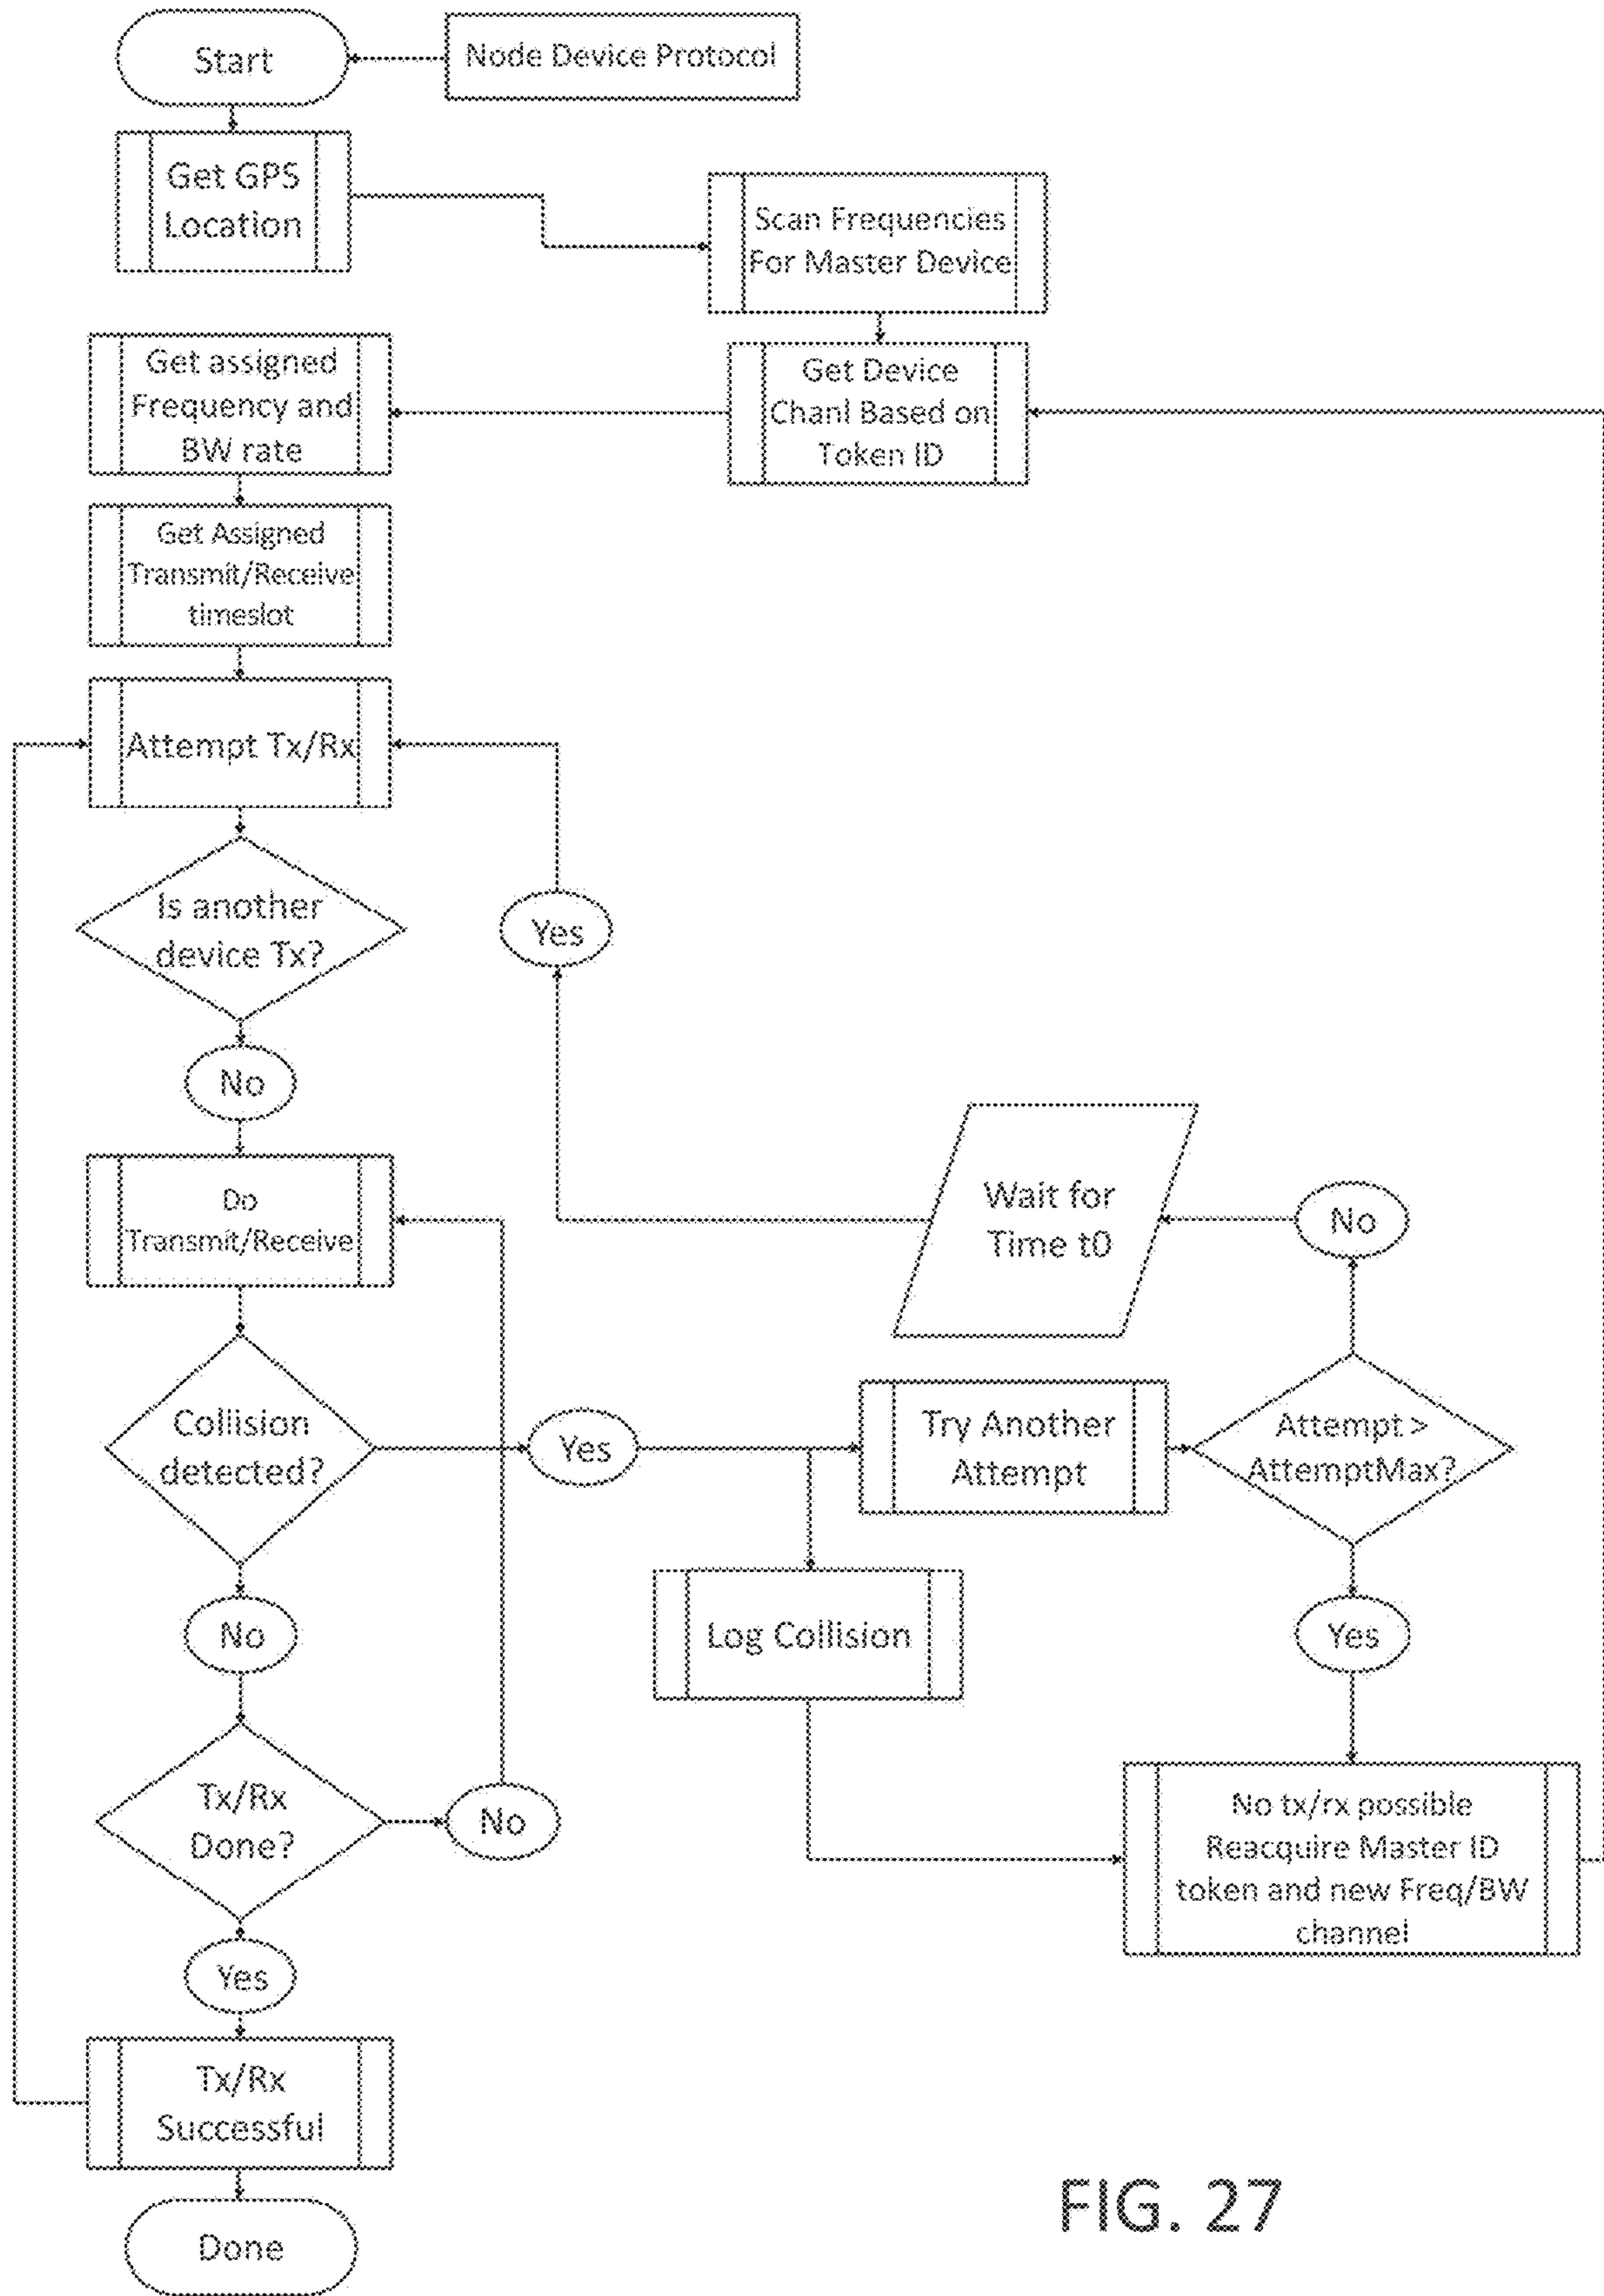 Start
Node Device Protocol
Get GPS
Location
Scan Frequencies
For Master Device
Get Device
Chanl Based on
Token ID
Get assigned
Frequency and
BW rate
Get Assigned
Transmit/Receive
timeslot
Attempt Tx/Rx
Is another
device Tx?
Yes
No
Do
Transmit/Receive
Wait for
Time t0
No
Collision
detected?
Yes
Try Another
Attempt
Attempt >
AttemptMax?
No
Log Collision
Yes
Tx/Rx
Done?
No
No tx/rx possible
Reacquire Master ID
token and new Freq/BW
channel
Yes
Tx/Rx
Successful
Done
FIG. 27